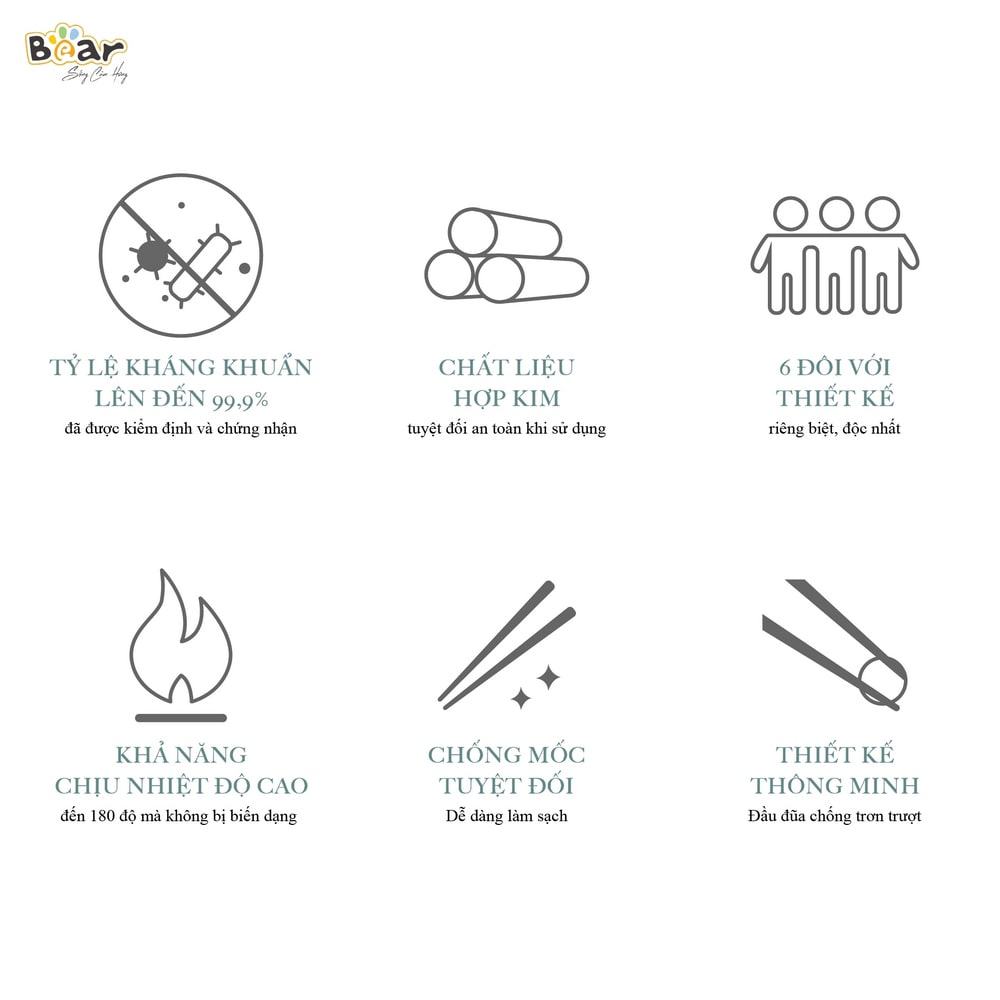 Bear
Sống Cảm Hứng
TỶ LỆ KHÁNG KHUẨN
LÊN ĐẾN 99,9%
đã được kiểm định và chứng nhận
CHẤT LIỆU
HỢP KIM
tuyệt đối an toàn khi sử dụng
6 ĐÔI VỚI
THIẾT KẾ
riêng biệt, độc nhất
KHẢ NĂNG
CHỊU NHIỆT ĐỘ CAO
đến 180 độ mà không bị biến dạng
CHỐNG MỐC
TUYỆT ĐỐI
Dễ dàng làm sạch
THIẾT KẾ
THÔNG MINH
Đầu đũa chống trơn trượt